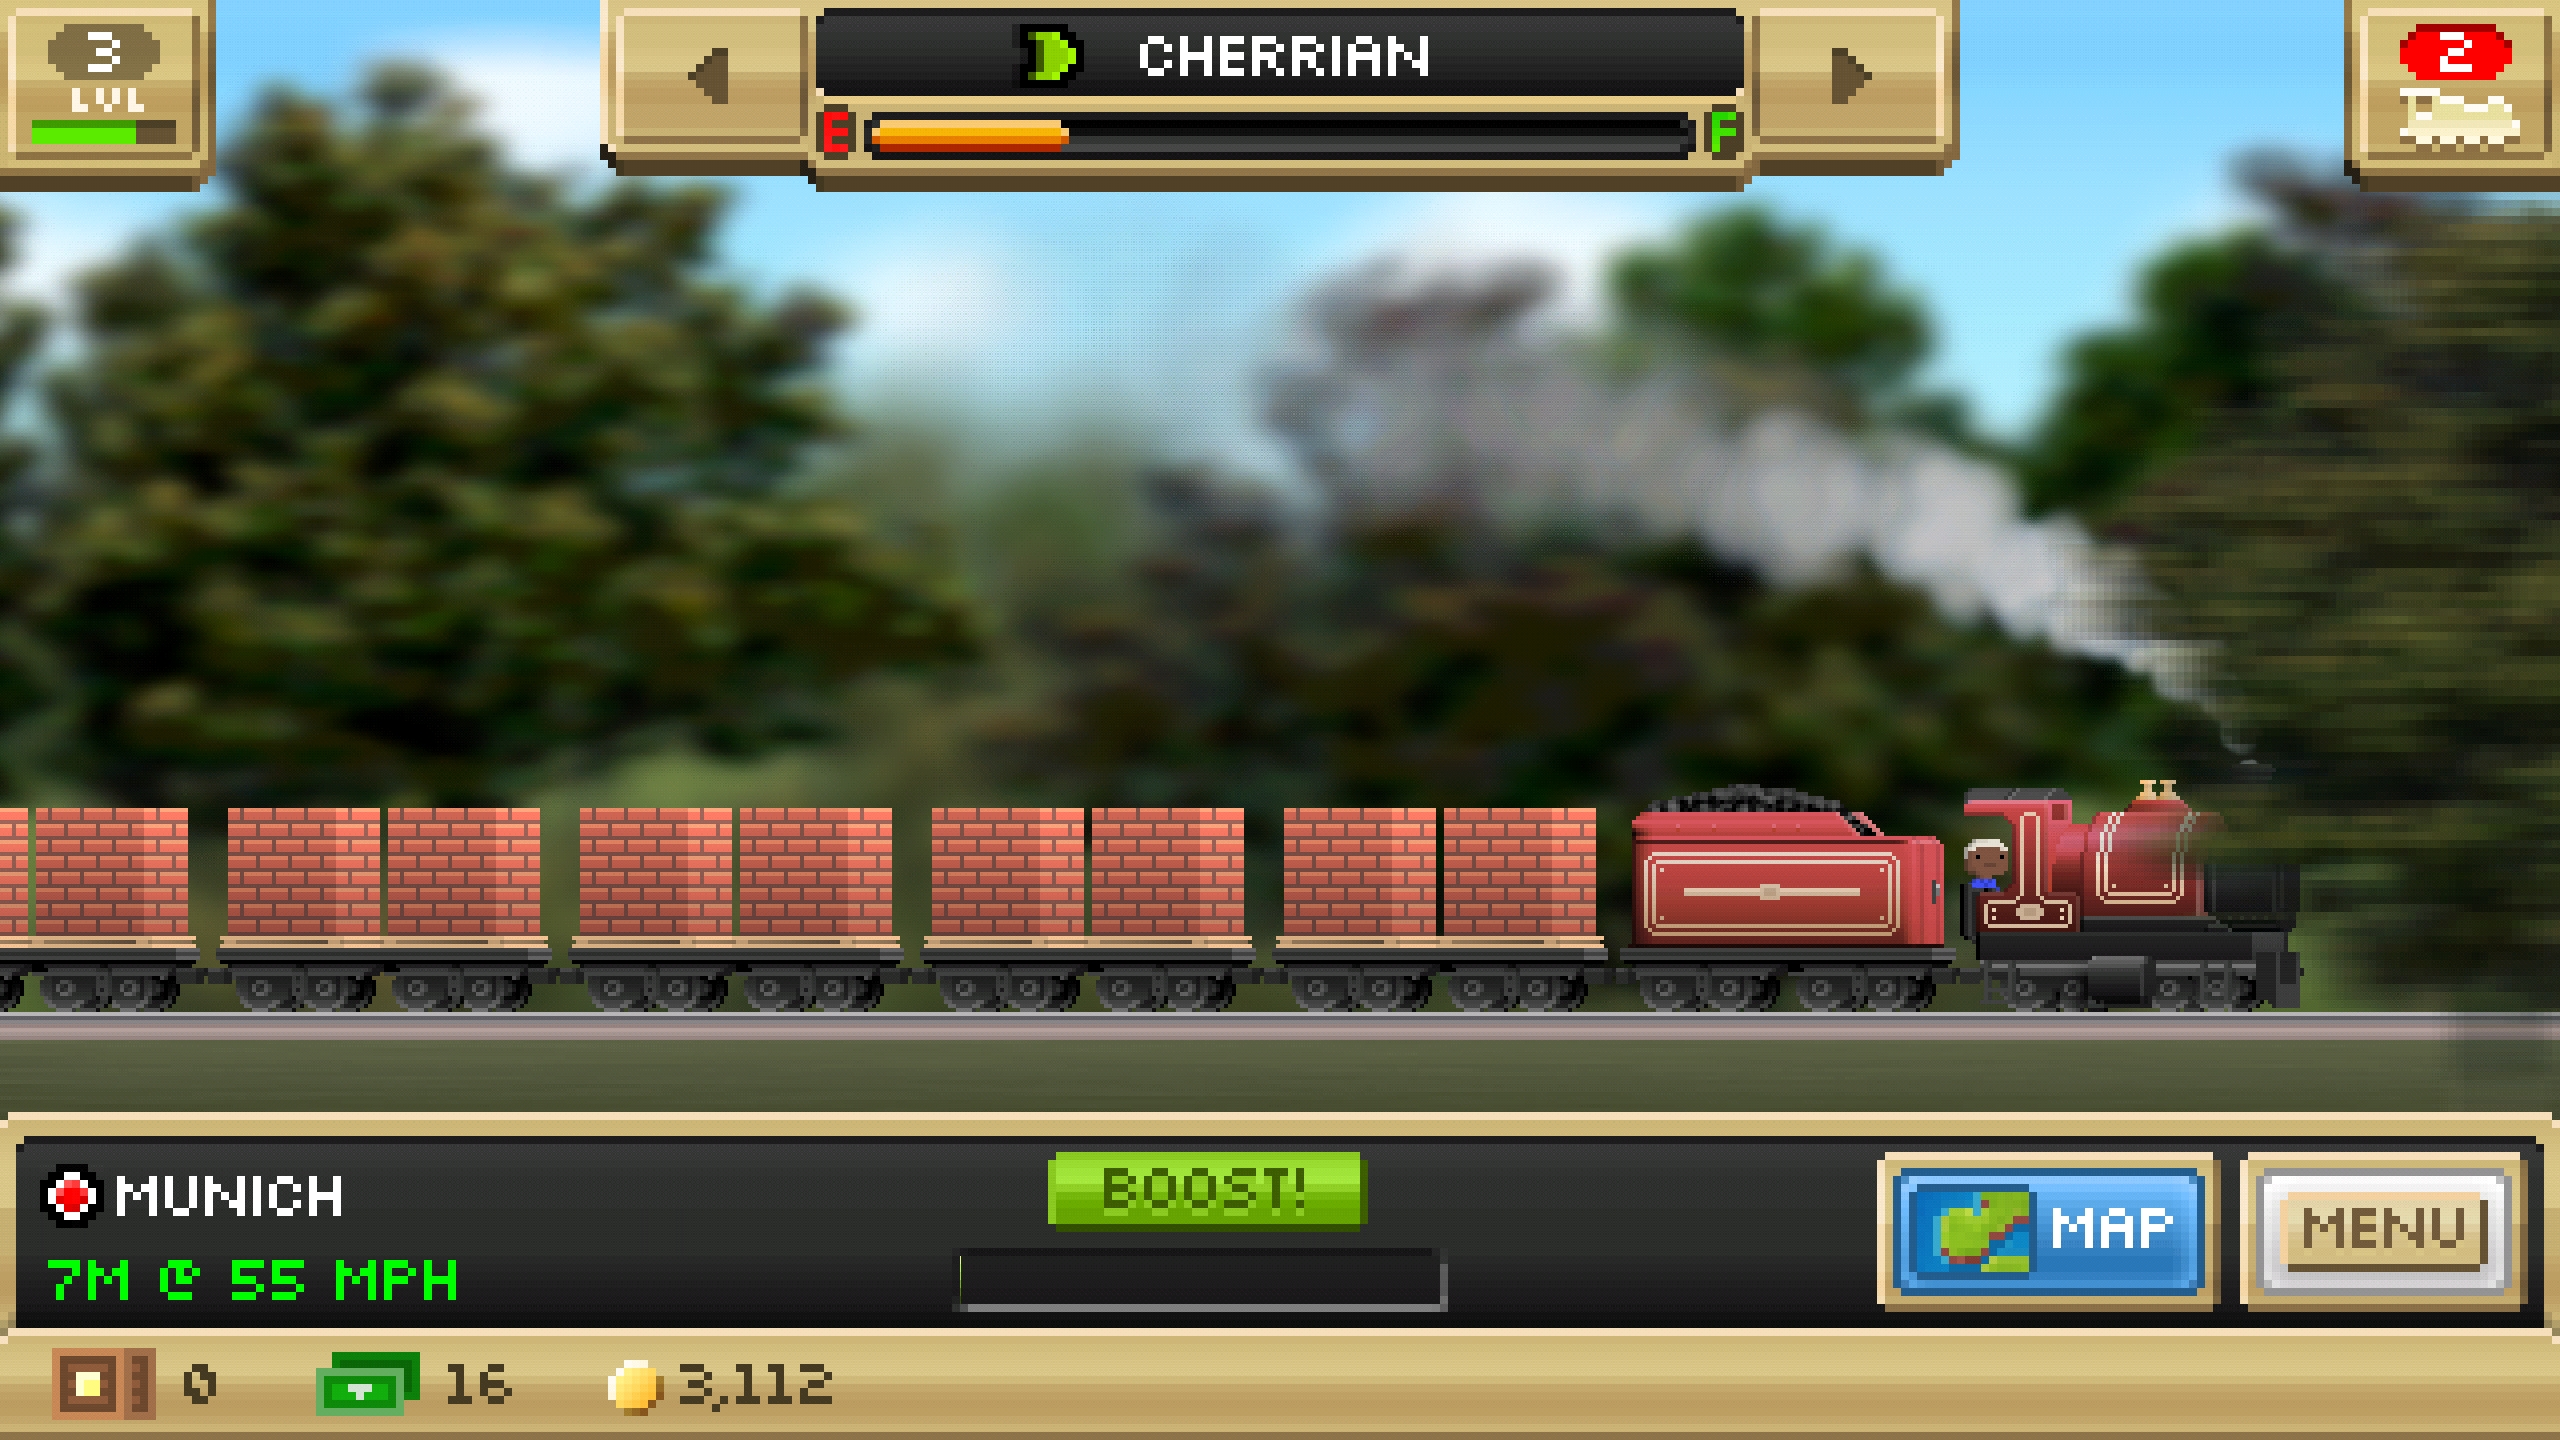 3
LVL
CHERRIAN
E F
2
MUNICH
7M @ 55 MPH
BOOST!
MAP
MENU
0 16 3,112